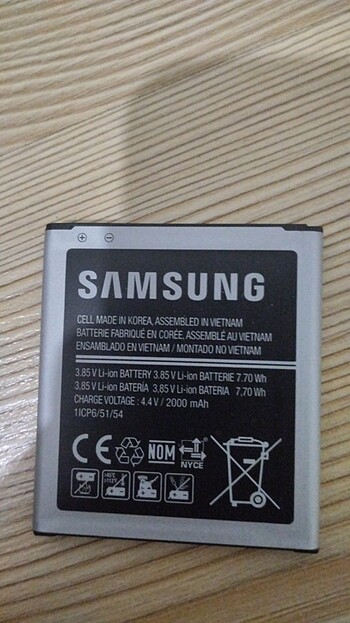 SAMSUNG
CELL MADE IN KOREA, ASSEMBLED IN VIETNAM
BATTERIE FABRIQUÉ EN CORÉE, ASSEMBLÉ AU VIETNAM
ENSAMBLADO EN VIETNAM / MONTADO NO VIETNAM
3.85 V Li-ion BATTERY 3.85 V Li-ion BATTERIE 7.70 Wh
3,85 V Li-ion BATERÍA 3,85 V Li-ion BATERIA 7,70 Wh
CHARGE VOLTAGE : 4.4 V / 2000 mAh
1ICP6/51/54
CE NOM NYCE